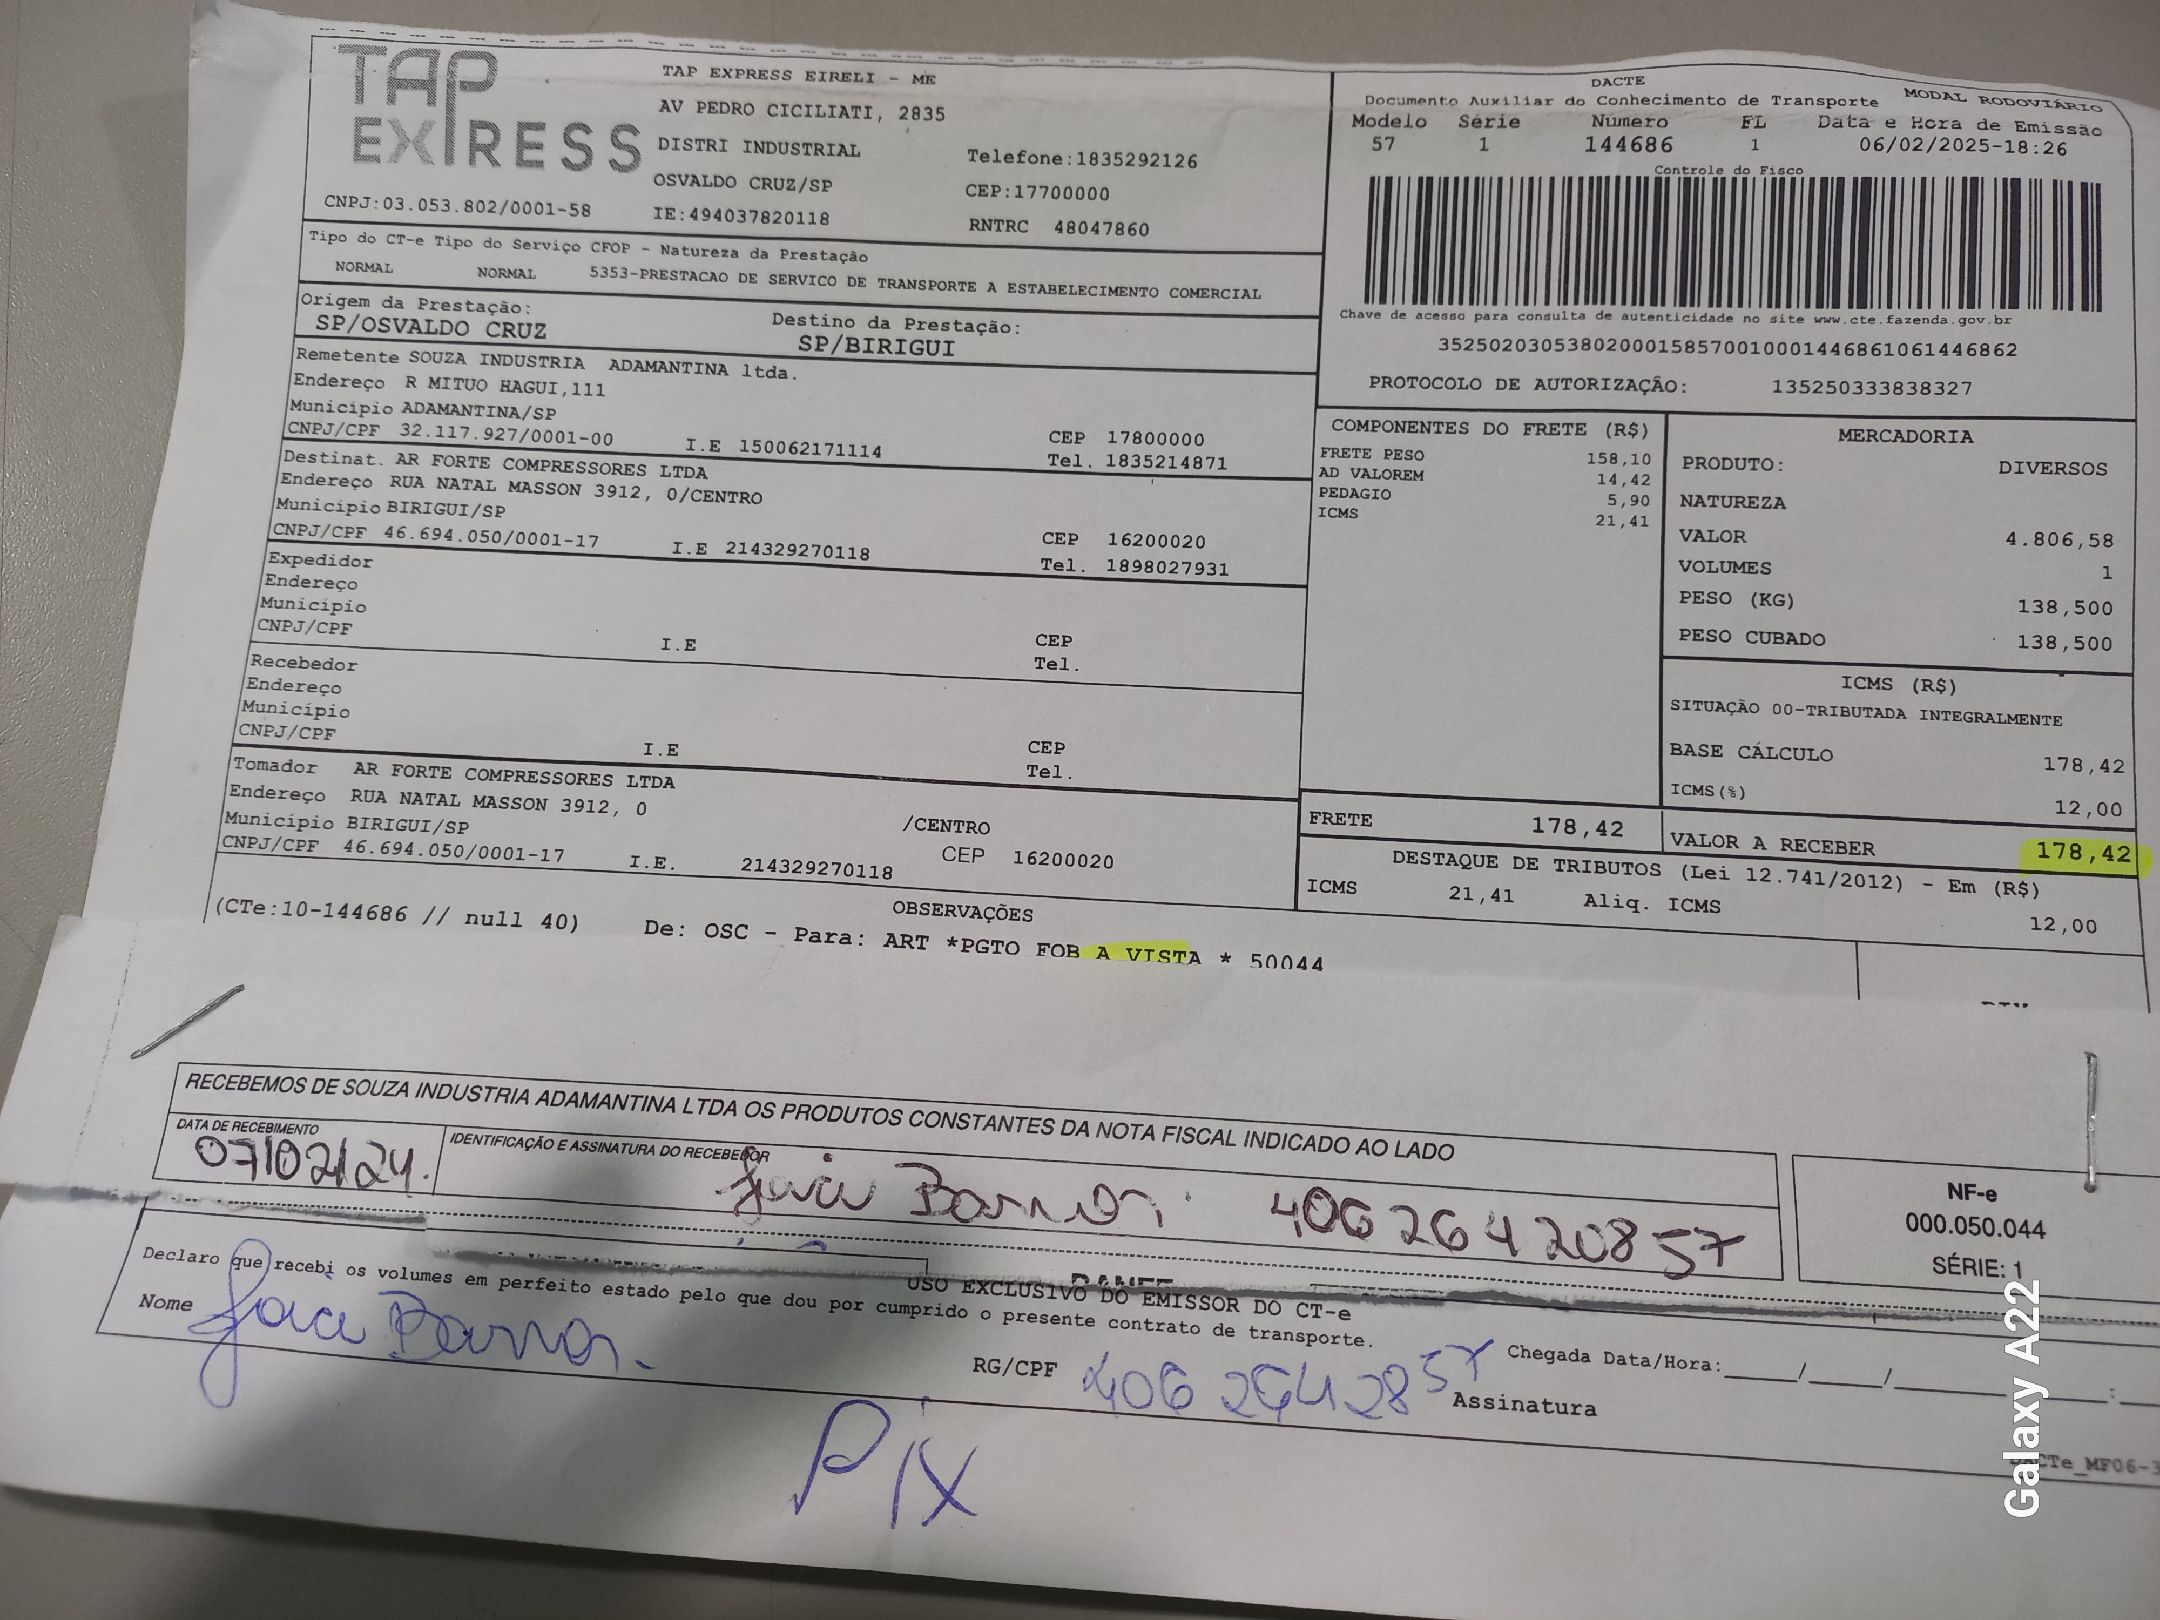 TAP EXPRESS
TAP EXPRESS EIRELI - ME
AV PEDRO CICILIATI, 2835
DISTRI INDUSTRIAL
Telefone:1835292126
OSVALDO CRUZ/SP
CEP:17700000
CNPJ:03.053.802/0001-58
IE:494037820118
RNTRC 48047860
DACTE
Documento Auxiliar do Conhecimento de Transporte
MODAL RODOVIÁRIO
Modelo Série Número FL Data e Hora de Emissão
57 1 144686 1 06/02/2025-18:26
Controle do Fisco
Chave de acesso para consulta de autenticidade no site www.cte.fazenda.gov.br
35250203053802000158570010001446861061446862
PROTOCOLO DE AUTORIZAÇÃO: 135250333838327
Tipo do CT-e Tipo do Serviço CFOP - Natureza da Prestação
NORMAL NORMAL 5353-PRESTACAO DE SERVICO DE TRANSPORTE A ESTABELECIMENTO COMERCIAL
Origem da Prestação: Destino da Prestação:
SP/OSVALDO CRUZ SP/BIRIGUI
Remetente SOUZA INDUSTRIA ADAMANTINA ltda.
Endereço R MITUO HAGUI,111
Município ADAMANTINA/SP CEP 17800000
CNPJ/CPF 32.117.927/0001-00 I.E 150062171114 Tel. 1835214871
Destinat. AR FORTE COMPRESSORES LTDA
Endereço RUA NATAL MASSON 3912, 0/CENTRO
Município BIRIGUI/SP CEP 16200020
CNPJ/CPF 46.694.050/0001-17 I.E 214329270118 Tel. 1898027931
Expedidor
Endereço
Município CEP
CNPJ/CPF I.E Tel.
Recebedor
Endereço
Município CEP
CNPJ/CPF I.E Tel.
Tomador AR FORTE COMPRESSORES LTDA
Endereço RUA NATAL MASSON 3912, 0 /CENTRO
Município BIRIGUI/SP CEP 16200020
CNPJ/CPF 46.694.050/0001-17 I.E. 214329270118
COMPONENTES DO FRETE (R$)
FRETE PESO 158,10
AD VALOREM 14,42
PEDAGIO 5,90
ICMS 21,41
MERCADORIA
PRODUTO: DIVERSOS
NATUREZA
VALOR 4.806,58
VOLUMES 1
PESO (KG) 138,500
PESO CUBADO 138,500
ICMS (R$)
SITUAÇÃO 00-TRIBUTADA INTEGRALMENTE
BASE CÁLCULO 178,42
ICMS(%) 12,00
FRETE 178,42
VALOR A RECEBER 178,42
DESTAQUE DE TRIBUTOS (Lei 12.741/2012) - Em (R$)
ICMS 21,41 Aliq. ICMS 12,00
OBSERVAÇÕES
(CTe:10-144686 // null 40) De: OSC - Para: ART *PGTO FOB A VISTA * 50044
RECEBEMOS DE SOUZA INDUSTRIA ADAMANTINA LTDA OS PRODUTOS CONSTANTES DA NOTA FISCAL INDICADO AO LADO
DATA DE RECEBIMENTO IDENTIFICAÇÃO E ASSINATURA DO RECEBEDOR
07/02/24. Barros 40626420857
NF-e
000.050.044
SÉRIE: 1
USO EXCLUSIVO DO EMISSOR DO CT-e
Declaro que recebi os volumes em perfeito estado pelo que dou por cumprido o presente contrato de transporte.
Nome Barros RG/CPF Chegada Data/Hora:____/____/____ :
Assinatura
PIX
Galaxy A22